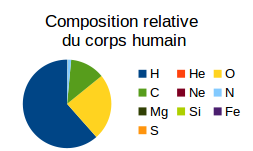 Composition relative
du corps humain
H He O
C Ne N
Mg Si Fe
S